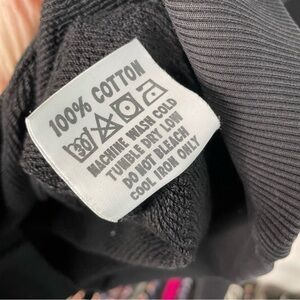 100% COTTON
MACHINE WASH COLD
TUMBLE DRY LOW
DO NOT BLEACH
COOL IRON ONLY